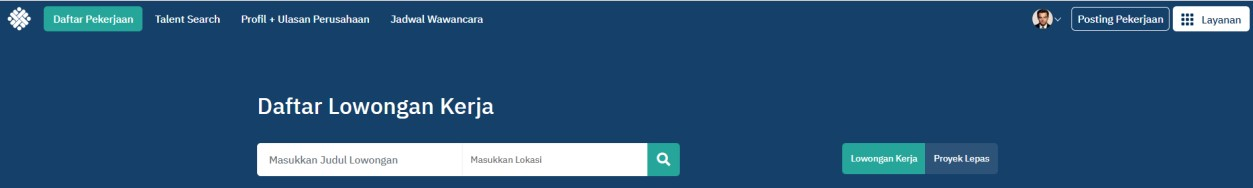 Daftar Pekerjaan Talent Search Profil + Ulasan Perusahaan Jadwal Wawancara Posting Pekerjaan Layanan
Daftar Lowongan Kerja
Masukkan Judul Lowongan Masukkan Lokasi Lowongan Kerja Proyek Lepas